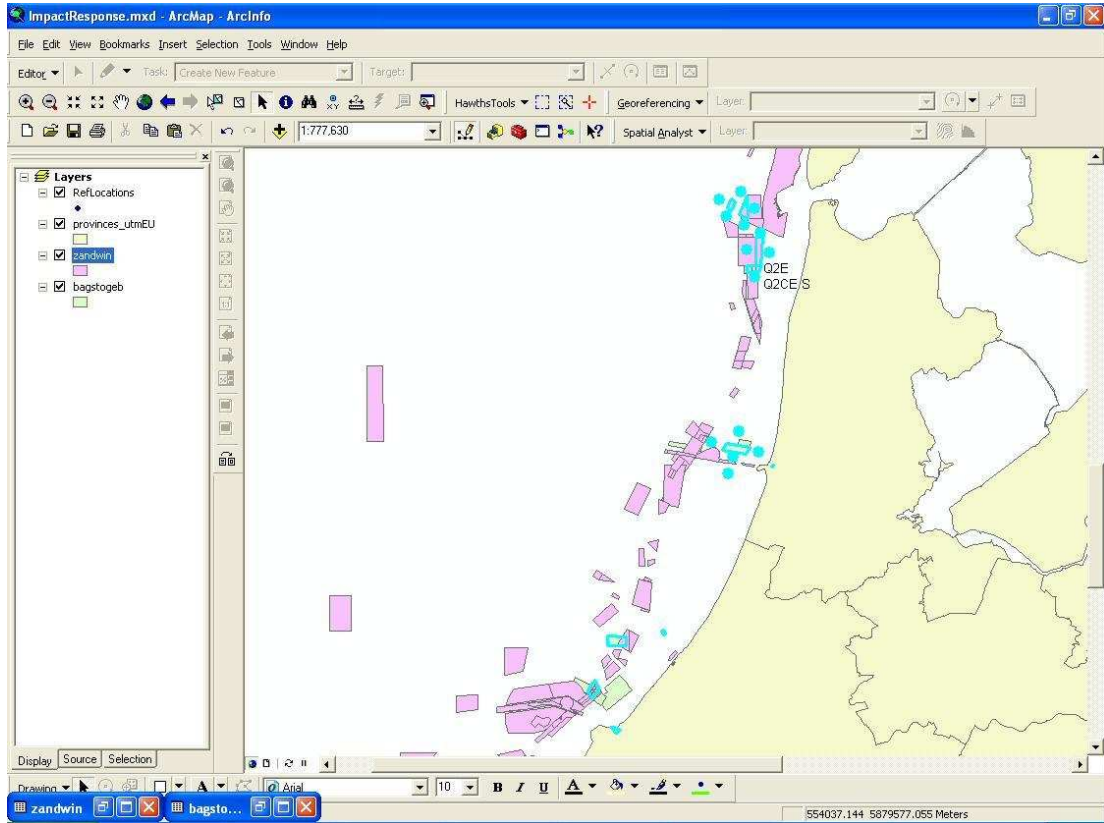 ImpactResponse.mxd - ArcMap - ArcInfo
File Edit View Bookmarks Insert Selection Tools Window Help
Editor Task: Create New Feature Target:
HawthsTools Georeferencing Layer:
1:777,630 Spatial Analyst Layer:
Layers
RefLocations
provinces_utmEU
zandwin
bagstogeb
1:1
Q2E
Q2CE S
Display Source Selection
Drawing A Arial 10 B I U A
zandwin bagsto...
554037.144 5879577.055 Meters